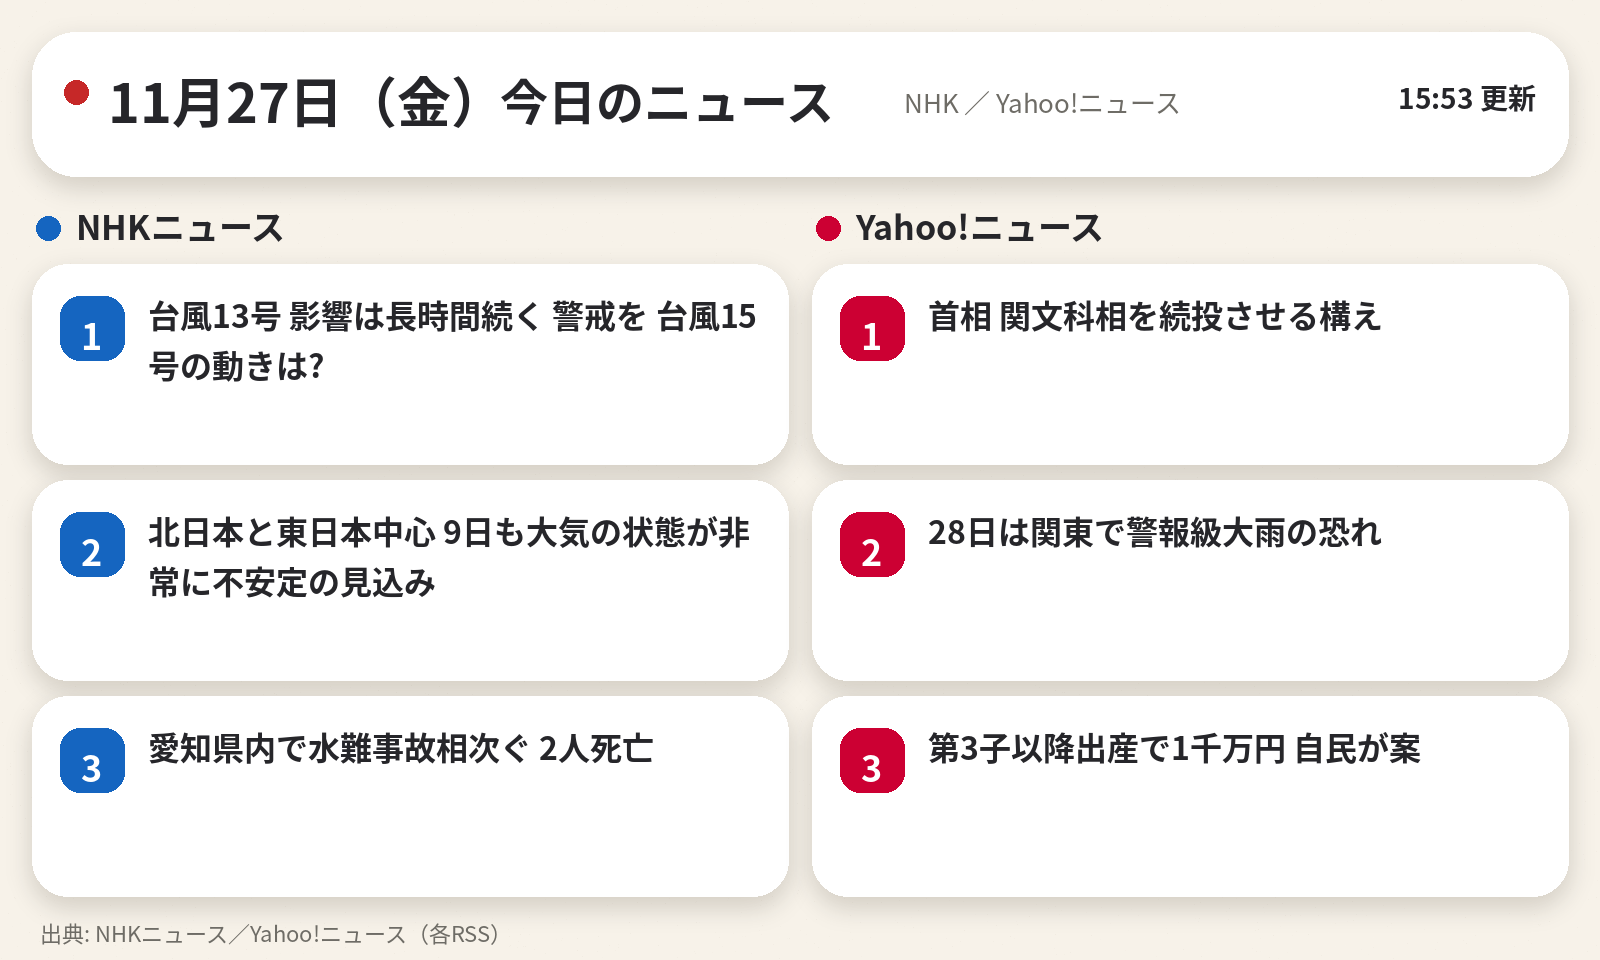 11月27日（金）今日のニュース
NHK ／ Yahoo!ニュース
15:53 更新
NHKニュース
1
台風13号 影響は長時間続く 警戒を 台風15
号の動きは?
2
北日本と東日本中心 9日も大気の状態が非
常に不安定の見込み
3
愛知県内で水難事故相次ぐ 2人死亡
Yahoo!ニュース
1
首相 関文科相を続投させる構え
2
28日は関東で警報級大雨の恐れ
3
第3子以降出産で1千万円 自民が案
出典: NHKニュース／Yahoo!ニュース（各RSS）